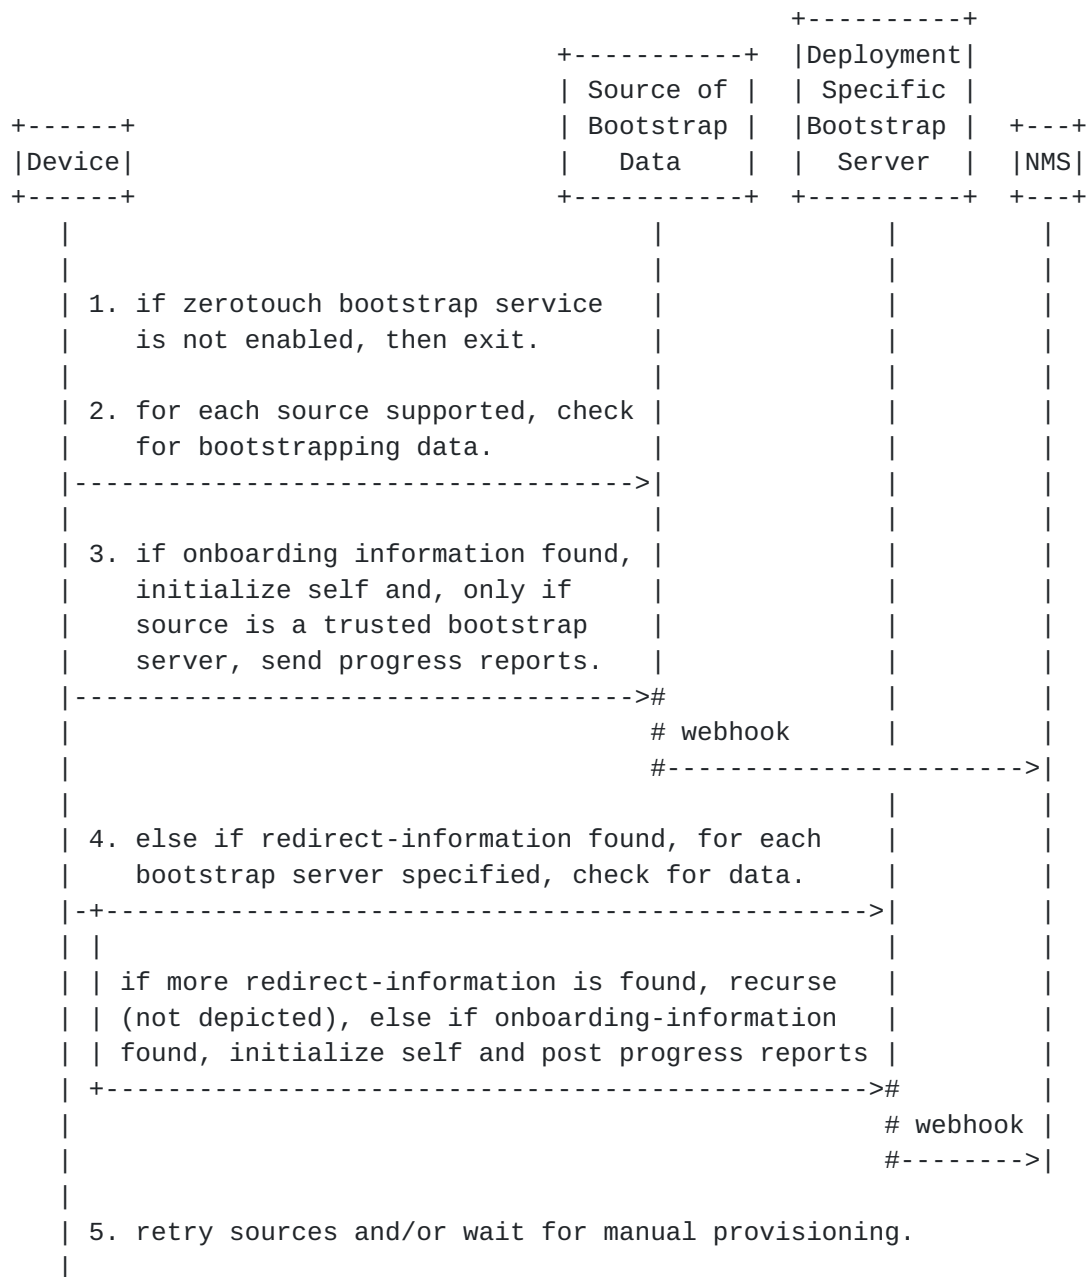 +----------+
                                   +-----------+  |Deployment|
                                   | Source of |  | Specific |
+------+                           | Bootstrap |  |Bootstrap |  +---+
|Device|                           |   Data    |  |  Server  |  |NMS|
+------+                           +-----------+  +----------+  +---+
   |                                     |              |         |
   |                                     |              |         |
   | 1. if zerotouch bootstrap service   |              |         |
   |    is not enabled, then exit.       |              |         |
   |                                     |              |         |
   | 2. for each source supported, check |              |         |
   |    for bootstrapping data.          |              |         |
   |------------------------------------>|              |         |
   |                                     |              |         |
   | 3. if onboarding information found, |              |         |
   |    initialize self and, only if     |              |         |
   |    source is a trusted bootstrap    |              |         |
   |    server, send progress reports.   |              |         |
   |------------------------------------>#              |         |
   |                                     # webhook      |         |
   |                                     #----------------------->|
   |                                                    |         |
   | 4. else if redirect-information found, for each    |         |
   |    bootstrap server specified, check for data.     |         |
   |-+------------------------------------------------->|         |
   | |                                                  |         |
   | | if more redirect-information is found, recurse   |         |
   | | (not depicted), else if onboarding-information   |         |
   | | found, initialize self and post progress reports |         |
   | +------------------------------------------------->#         |
   |                                                    # webhook |
   |                                                    #-------->|
   |
   | 5. retry sources and/or wait for manual provisioning.
   |